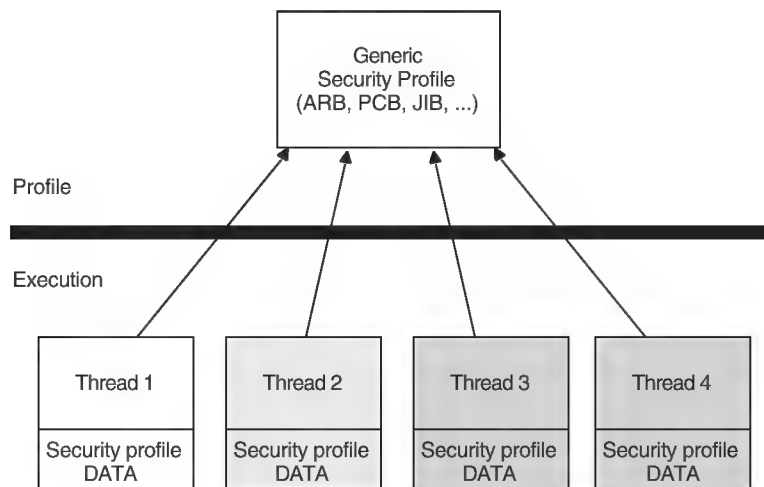 Generic
Security Profile
(ARB, PCB, JIB, ...)
Profile
Execution
Thread 1
Thread 2
Thread 3
Thread 4
Security profile
DATA
Security profile
DATA
Security profile
DATA
Security profile
DATA